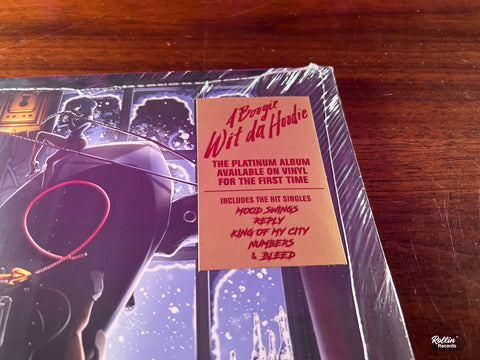 A Boogie
Wit da Hoodie
THE PLATINUM ALBUM
AVAILABLE ON VINYL
FOR THE FIRST TIME
INCLUDES THE HIT SINGLES
MOOD SWINGS
REPLY
KING OF MY CITY
NUMBERS
& BLEED
Rollin'
Records